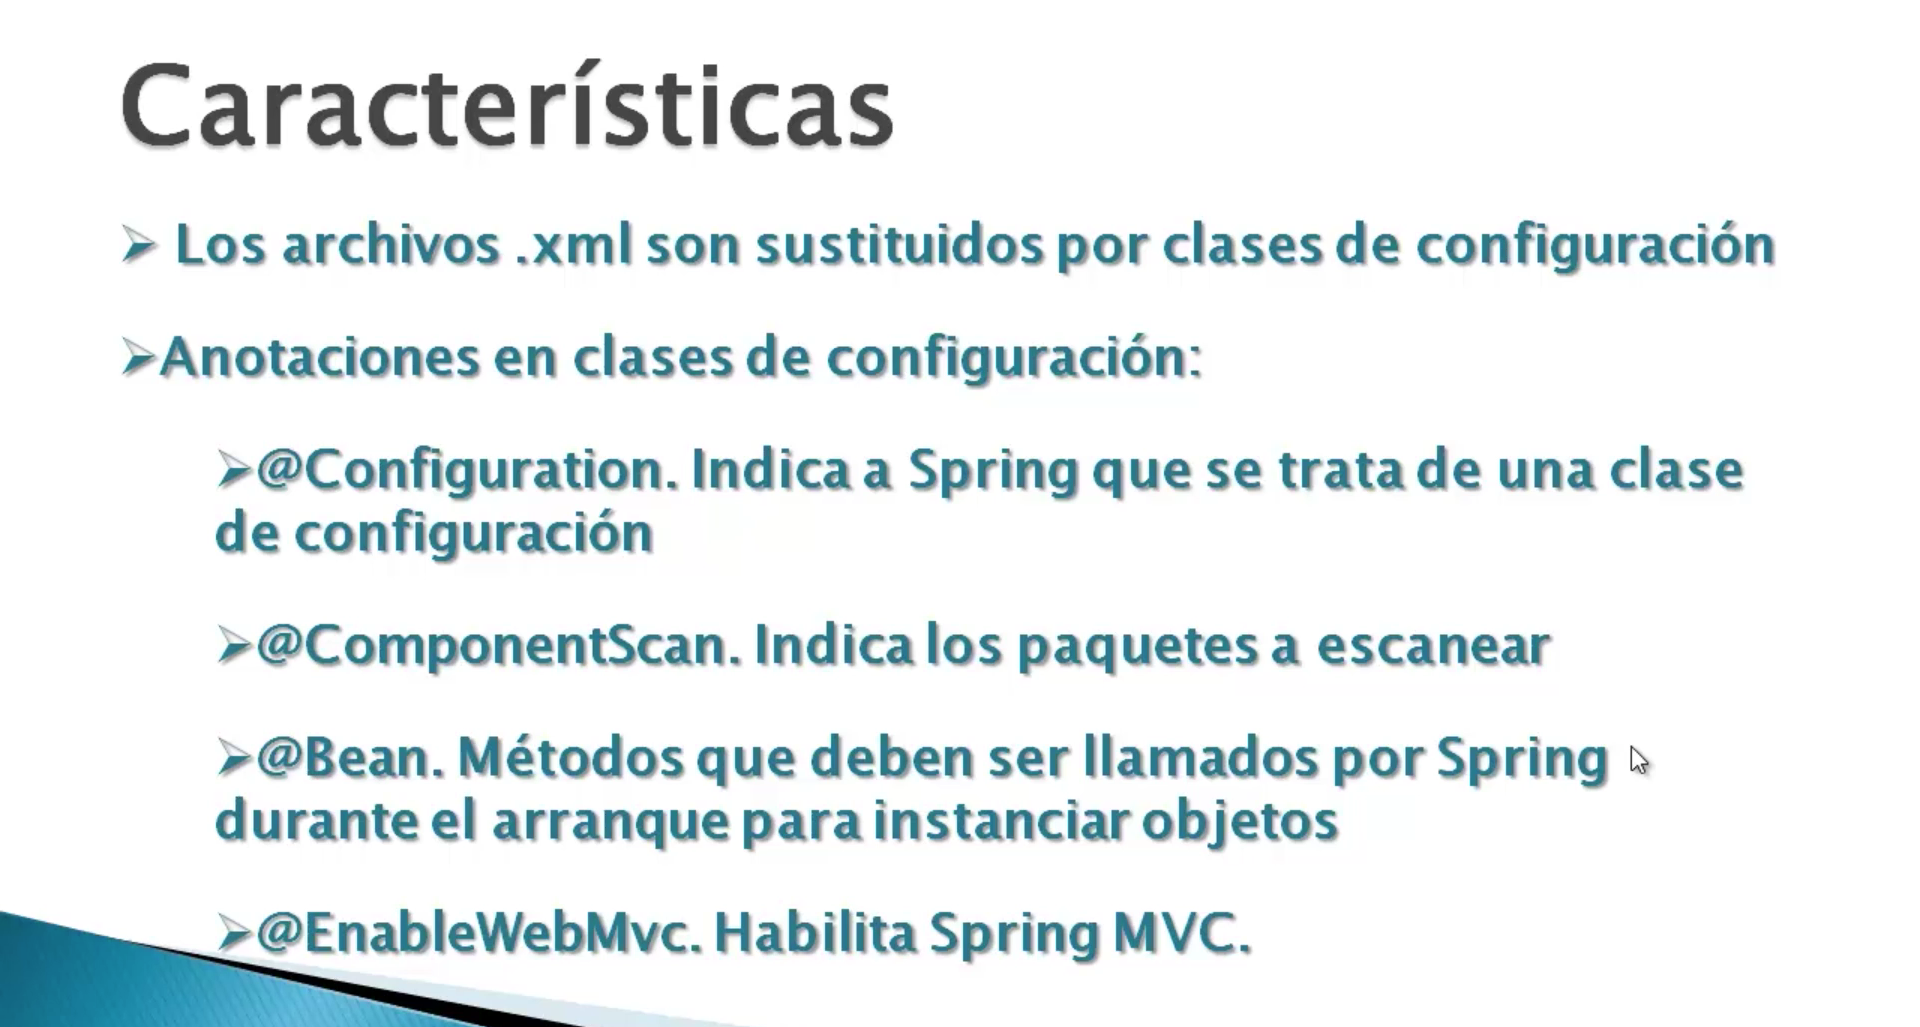 Características
➢ Los archivos .xml son sustituidos por clases de configuración
➢Anotaciones en clases de configuración:
➢@Configuration. Indica a Spring que se trata de una clase
de configuración
➢@ComponentScan. Indica los paquetes a escanear
➢@Bean. Métodos que deben ser llamados por Spring
durante el arranque para instanciar objetos
➢@EnableWebMvc. Habilita Spring MVC.